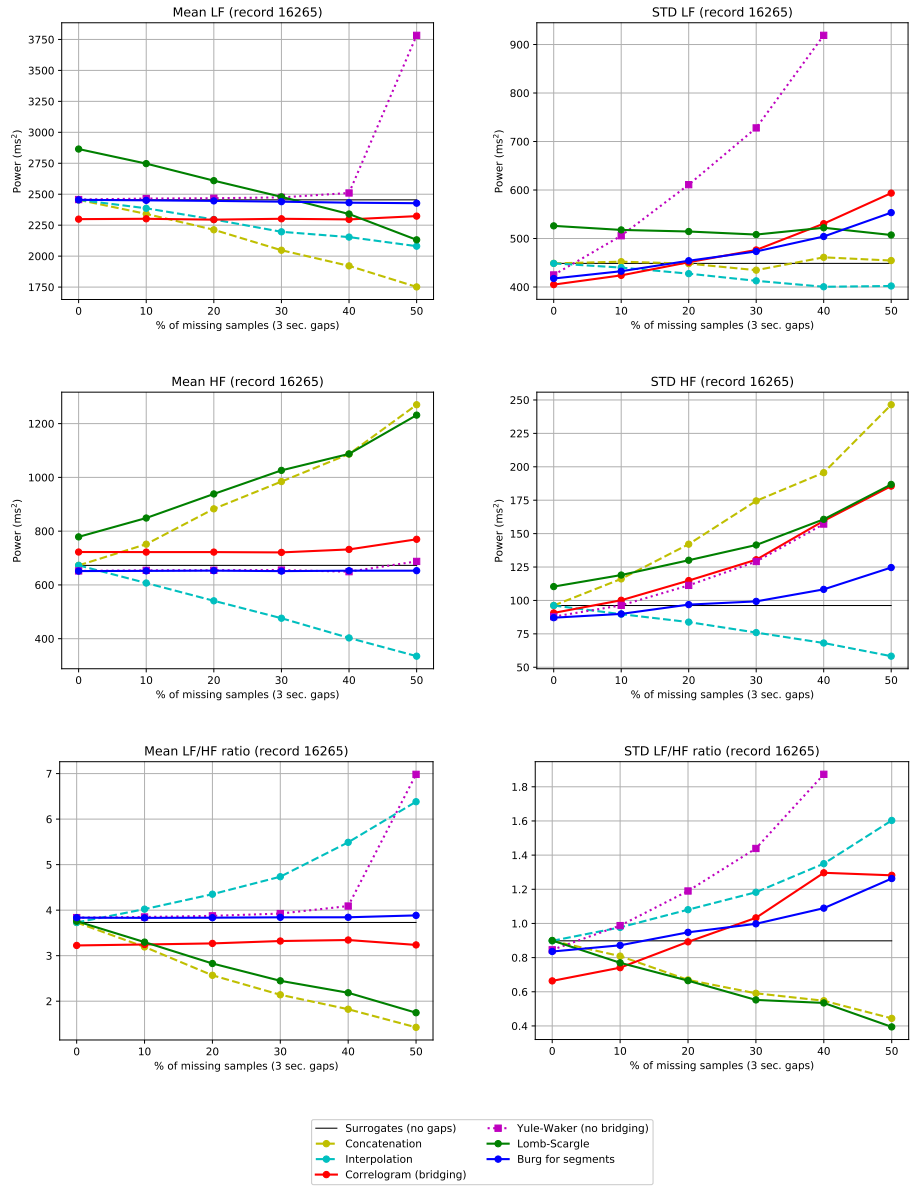 Mean LF (record 16265)
3750
3500
3250
3000
2750
2500
2250
2000
1750
Power (ms²)
0 10 20 30 40 50
% of missing samples (3 sec. gaps)
STD LF (record 16265)
900
800
700
600
500
400
Power (ms²)
0 10 20 30 40 50
% of missing samples (3 sec. gaps)
Mean HF (record 16265)
1200
1000
800
600
400
Power (ms²)
0 10 20 30 40 50
% of missing samples (3 sec. gaps)
STD HF (record 16265)
250
225
200
175
150
125
100
75
50
Power (ms²)
0 10 20 30 40 50
% of missing samples (3 sec. gaps)
Mean LF/HF ratio (record 16265)
7
6
5
4
3
2
0 10 20 30 40 50
% of missing samples (3 sec. gaps)
STD LF/HF ratio (record 16265)
1.8
1.6
1.4
1.2
1.0
0.8
0.6
0.4
0 10 20 30 40 50
% of missing samples (3 sec. gaps)
Surrogates (no gaps)
Concatenation
Interpolation
Correlogram (bridging)
Yule-Waker (no bridging)
Lomb-Scargle
Burg for segments